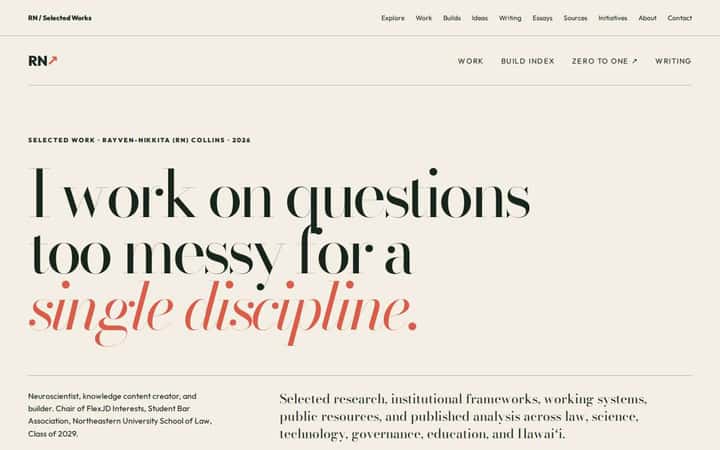 RN / Selected Works
Explore Work Builds Ideas Writing Essays Sources Initiatives About Contact
RN↗
WORK BUILD INDEX ZERO TO ONE ↗ WRITING
SELECTED WORK · RAYVEN-NIKKITA (RN) COLLINS · 2026
I work on questions
too messy for a
single discipline.
Neuroscientist, knowledge content creator, and
builder. Chair of FlexJD Interests, Student Bar
Association, Northeastern University School of Law,
Class of 2029.
Selected research, institutional frameworks, working systems,
public resources, and published analysis across law, science,
technology, governance, education, and Hawaiʻi.